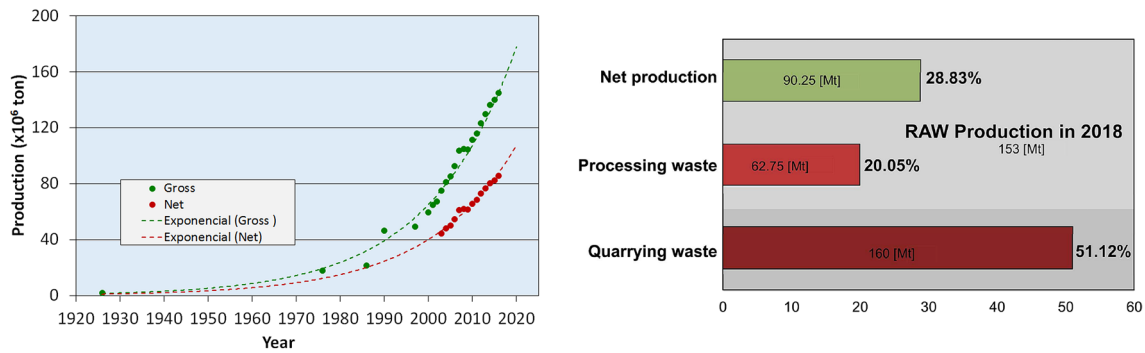 200
160
120
80
40
0
Production (x10⁶ ton)
Gross
Net
Exponencial (Gross )
Exponencial (Net)
1920 1930 1940 1950 1960 1970 1980 1990 2000 2010 2020
Year
Net production
90.25 [Mt]
28.83%
RAW Production in 2018
153 [Mt]
Processing waste
62.75 [Mt]
20.05%
Quarrying waste
160 [Mt]
51.12%
0 10 20 30 40 50 60